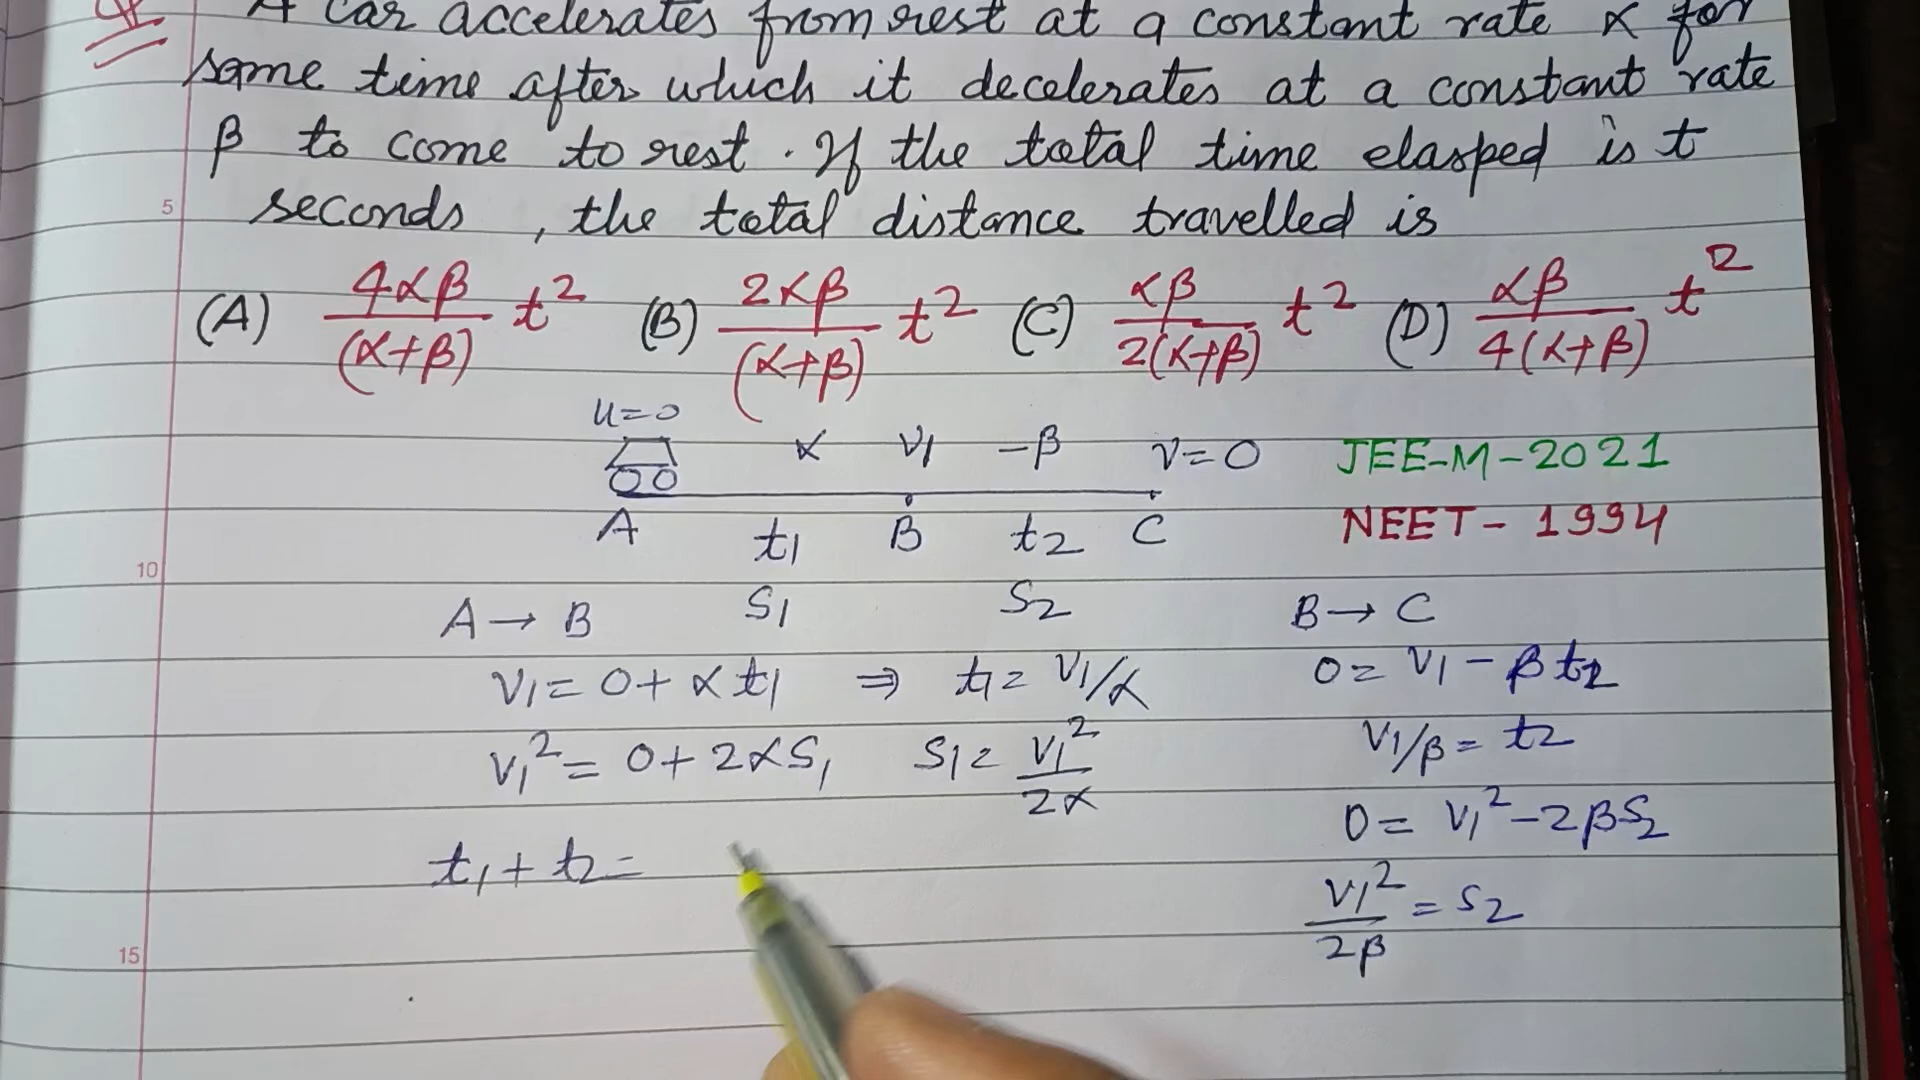 A car accelerates from rest at a constant rate α for
some time after which it decelerates at a constant rate
β to come to rest. If the total time elasped is t
seconds, the total distance travelled is
(A) 4αβ/(α+β) t² (B) 2αβ/(α+β) t² (C) αβ/2(α+β) t² (D) αβ/4(α+β) t²
u=0
α v₁ -β v=0 JEE-M-2021
A t₁ B t₂ C NEET-1994
A→B S₁ S₂ B→C
v₁=0+αt₁ ⇒ t₁=v₁/α 0=v₁-βt₂
v₁²=0+2αS₁ S₁=v₁²/2α v₁/β=t₂
0=v₁²-2βS₂
t₁+t₂= v₁²/2β=S₂
5
10
15